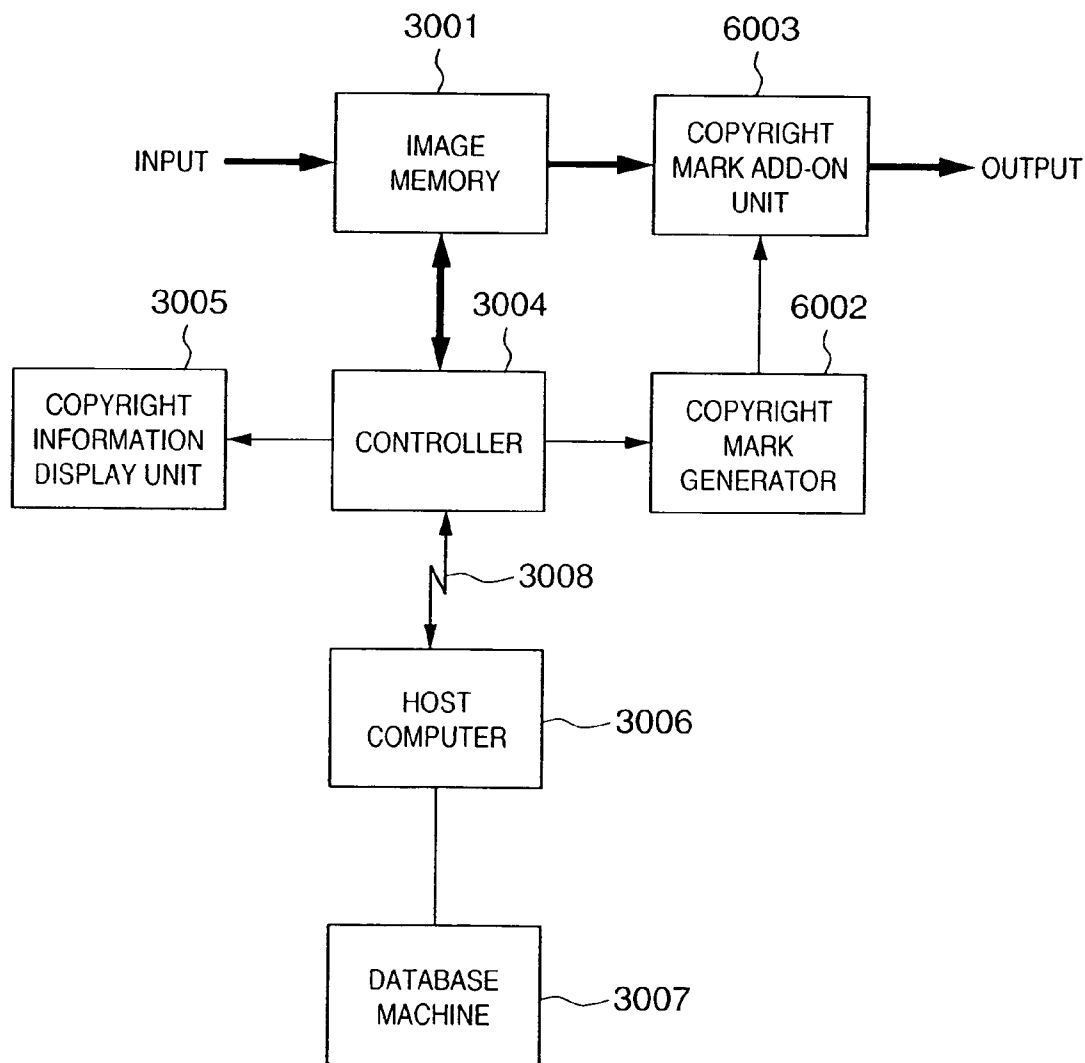 3001
6003
INPUT
IMAGE
MEMORY
COPYRIGHT
MARK ADD-ON
UNIT
OUTPUT
3005
3004
6002
COPYRIGHT
INFORMATION
DISPLAY UNIT
CONTROLLER
COPYRIGHT
MARK
GENERATOR
3008
HOST
COMPUTER
3006
DATABASE
MACHINE
3007